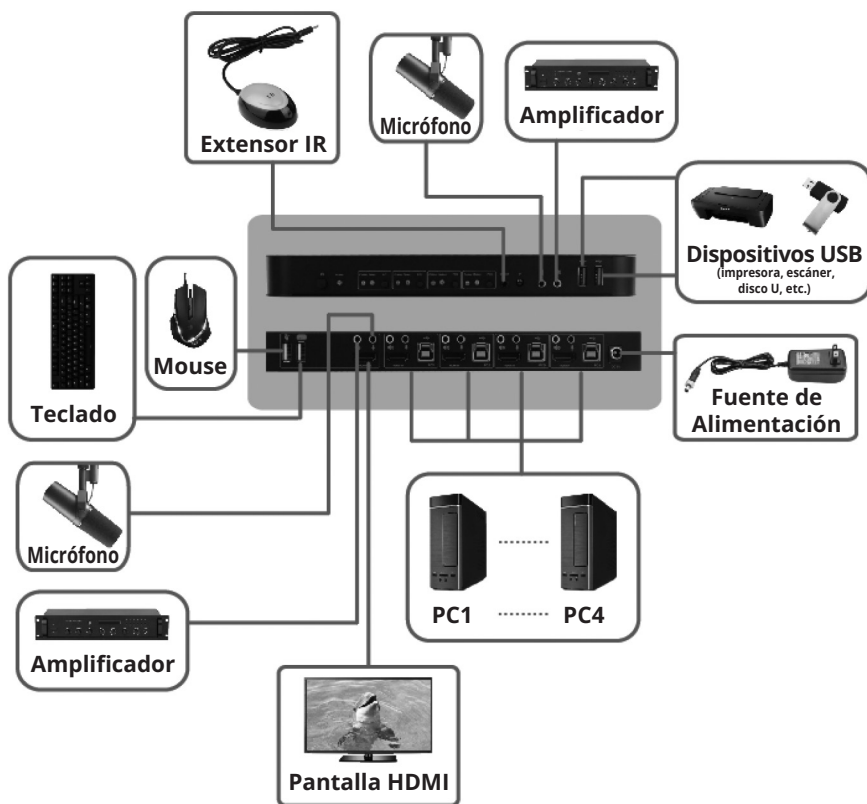 Extensor IR
Micrófono
Amplificador
Dispositivos USB
(impresora, escáner,
disco U, etc.)
Teclado
Mouse
Fuente de
Alimentación
Micrófono
PC1
PC4
Amplificador
Pantalla HDMI